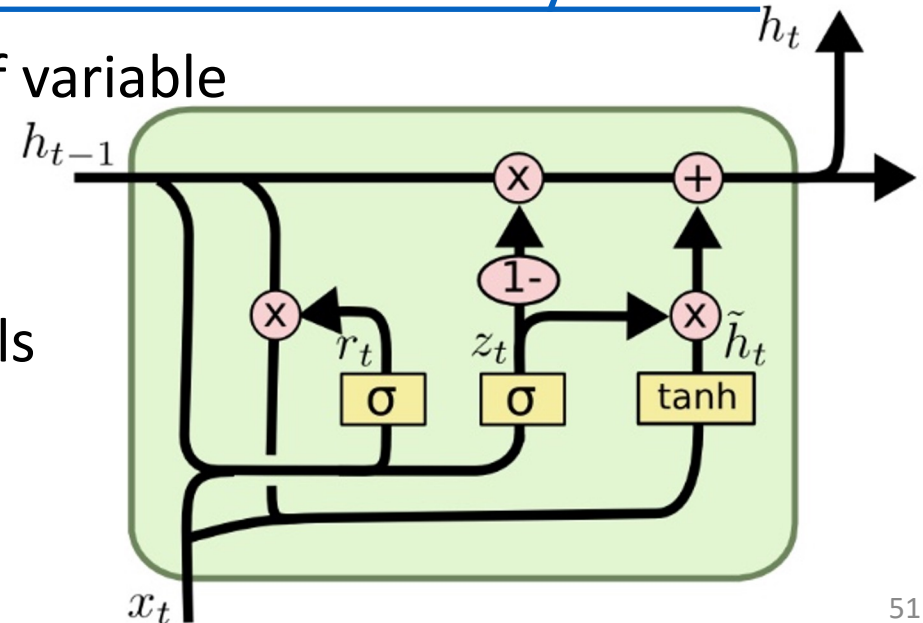 h_t
f variable
h_{t-1}
x
+
1-
x
x
ls
r_t
z_t
h̃_t
σ
σ
tanh
x_t
51